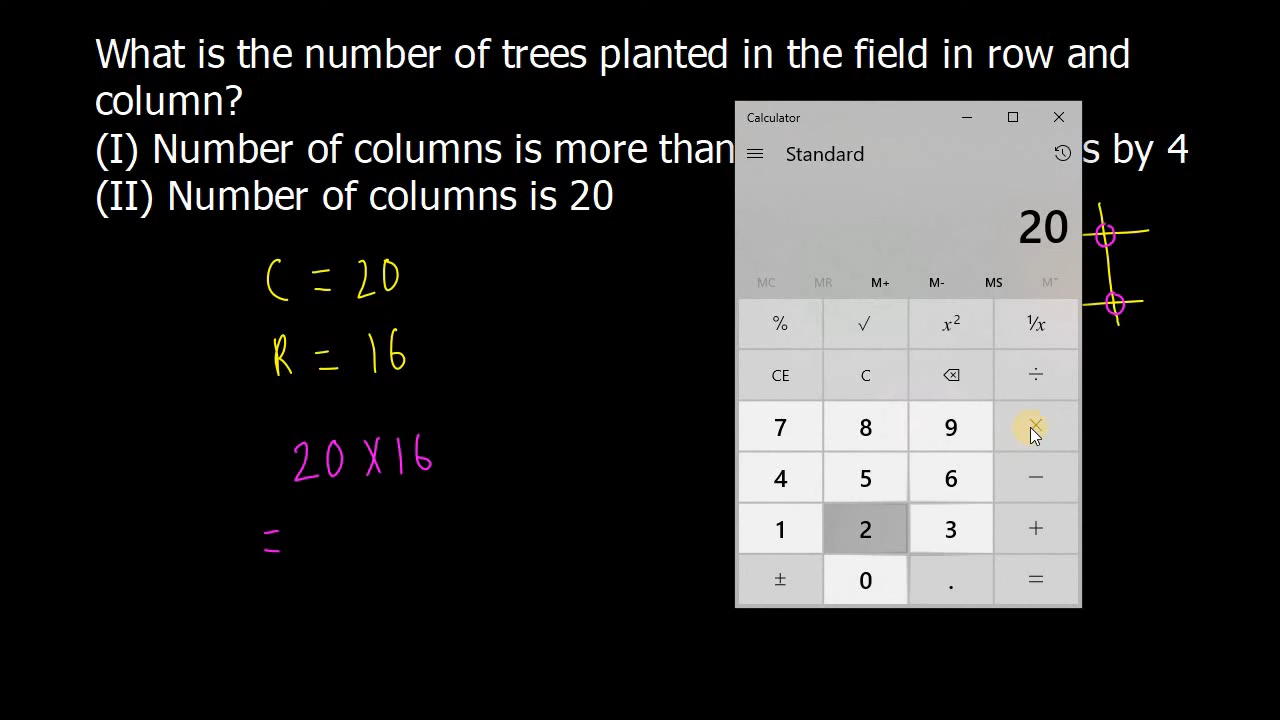 What is the number of trees planted in the field in row and
column?
(I) Number of columns is more than s by 4
(II) Number of columns is 20
C = 20
R = 16
20 X 16
=
Calculator
Standard
20
MC MR M+ M- MS M˅
% √ x² ¹/x
CE C ⌫ ÷
7 8 9 ×
4 5 6 −
1 2 3 +
± 0 . =